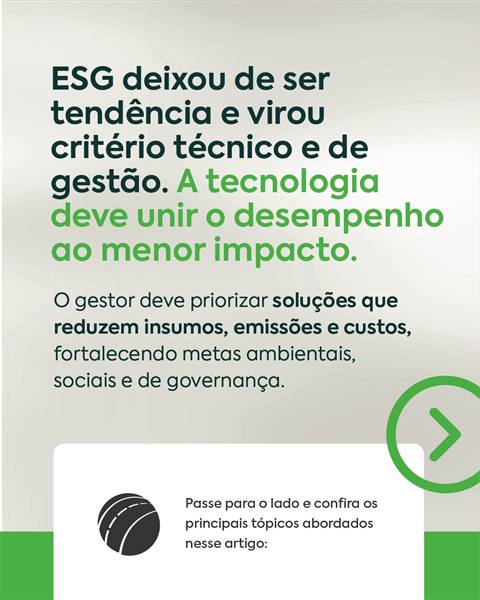 ESG deixou de ser
tendência e virou
critério técnico e de
gestão. A tecnologia
deve unir o desempenho
ao menor impacto.
O gestor deve priorizar soluções que
reduzem insumos, emissões e custos,
fortalecendo metas ambientais,
sociais e de governança.
Passe para o lado e confira os
principais tópicos abordados
nesse artigo: